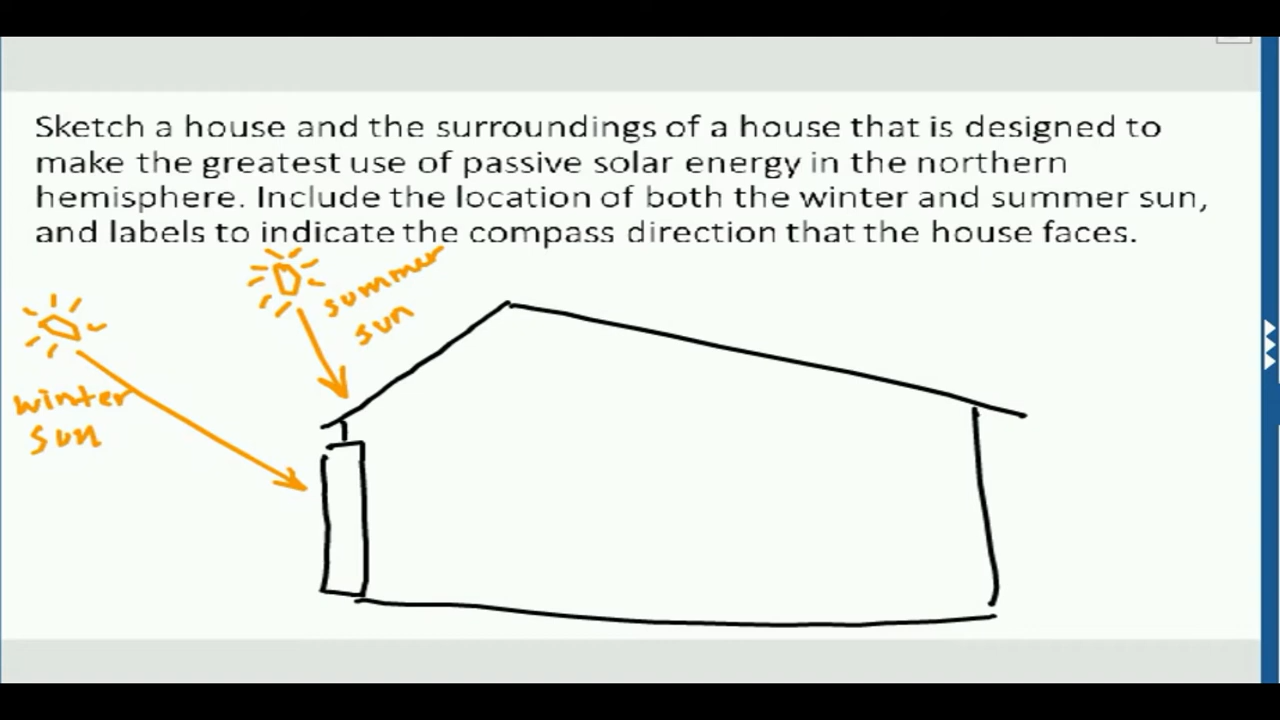 Sketch a house and the surroundings of a house that is designed to
make the greatest use of passive solar energy in the northern
hemisphere. Include the location of both the winter and summer sun,
and labels to indicate the compass direction that the house faces.
summer
sun
winter
sun